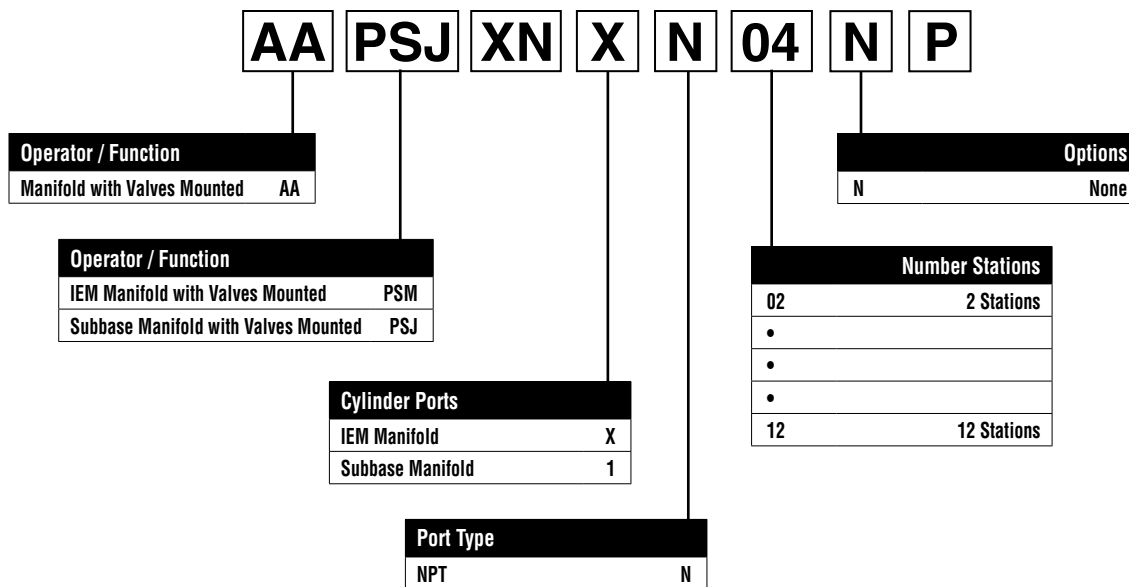 AA PSJ XN X N 04 N P
Operator / Function
Manifold with Valves Mounted AA
Options
N None
Operator / Function
IEM Manifold with Valves Mounted PSM
Subbase Manifold with Valves Mounted PSJ
Number Stations
02 2 Stations
•
•
•
12 12 Stations
Cylinder Ports
IEM Manifold X
Subbase Manifold 1
Port Type
NPT N